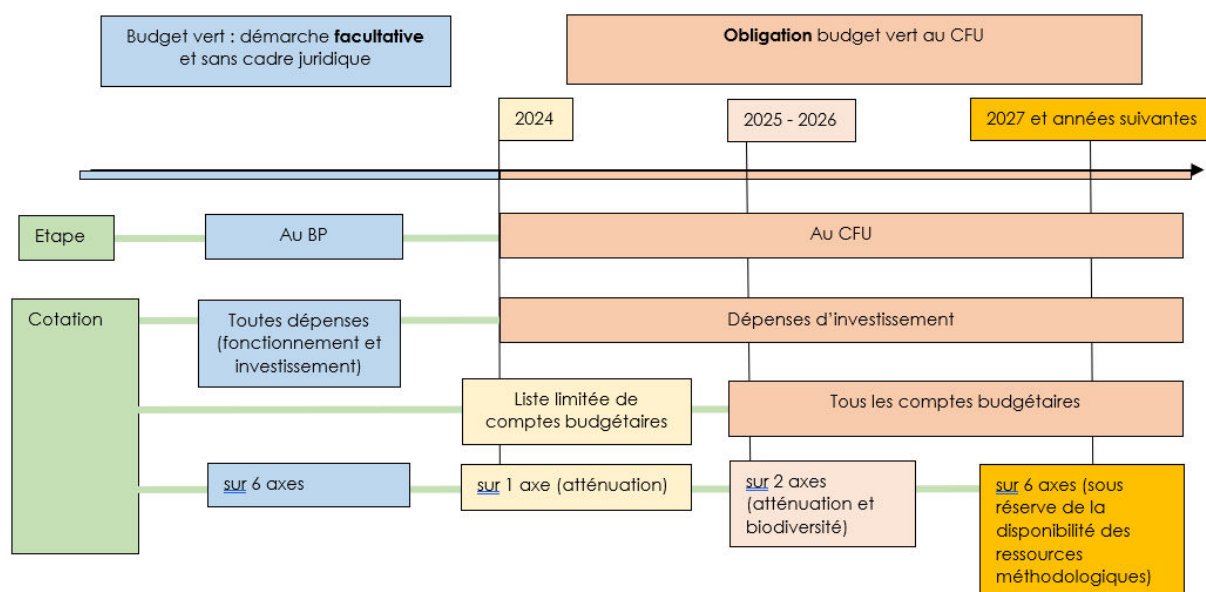 Budget vert : démarche facultative
et sans cadre juridique
Obligation budget vert au CFU
2024
2025 - 2026
2027 et années suivantes
Etape
Au BP
Au CFU
Cotation
Toutes dépenses
(fonctionnement et
investissement)
Dépenses d'investissement
Liste limitée de
comptes budgétaires
Tous les comptes budgétaires
sur 6 axes
sur 1 axe (atténuation)
sur 2 axes
(atténuation et
biodiversité)
sur 6 axes (sous
réserve de la
disponibilité des
ressources
méthodologiques)